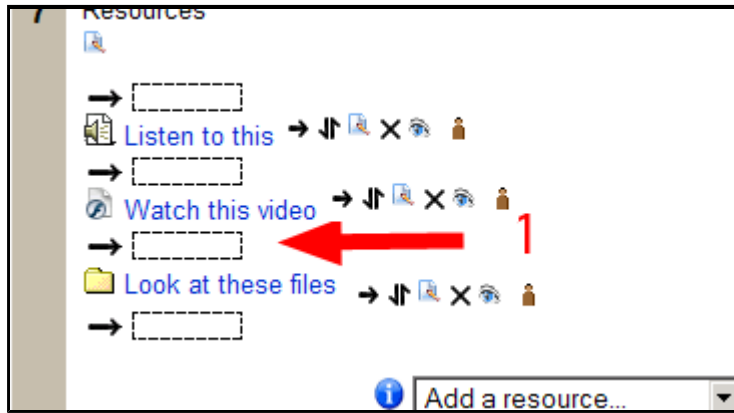 7 Resources
Listen to this
Watch this video
1
Look at these files
Add a resource...